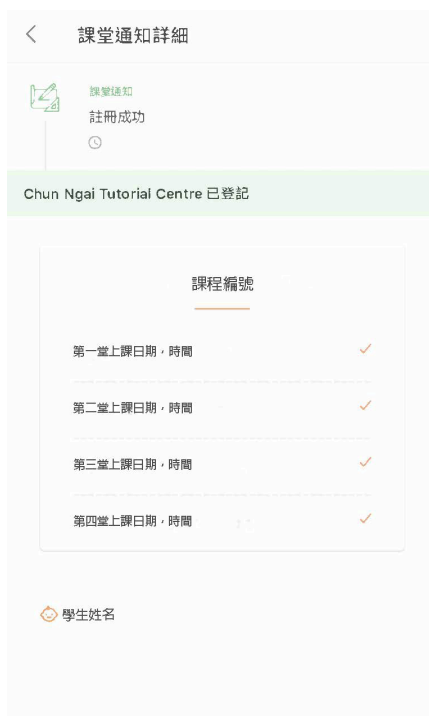 課堂通知詳細
課堂通知
註冊成功
Chun Ngai Tutorial Centre 已登記
課程編號
第一堂上課日期，時間
第二堂上課日期，時間
第三堂上課日期，時間
第四堂上課日期，時間
學生姓名